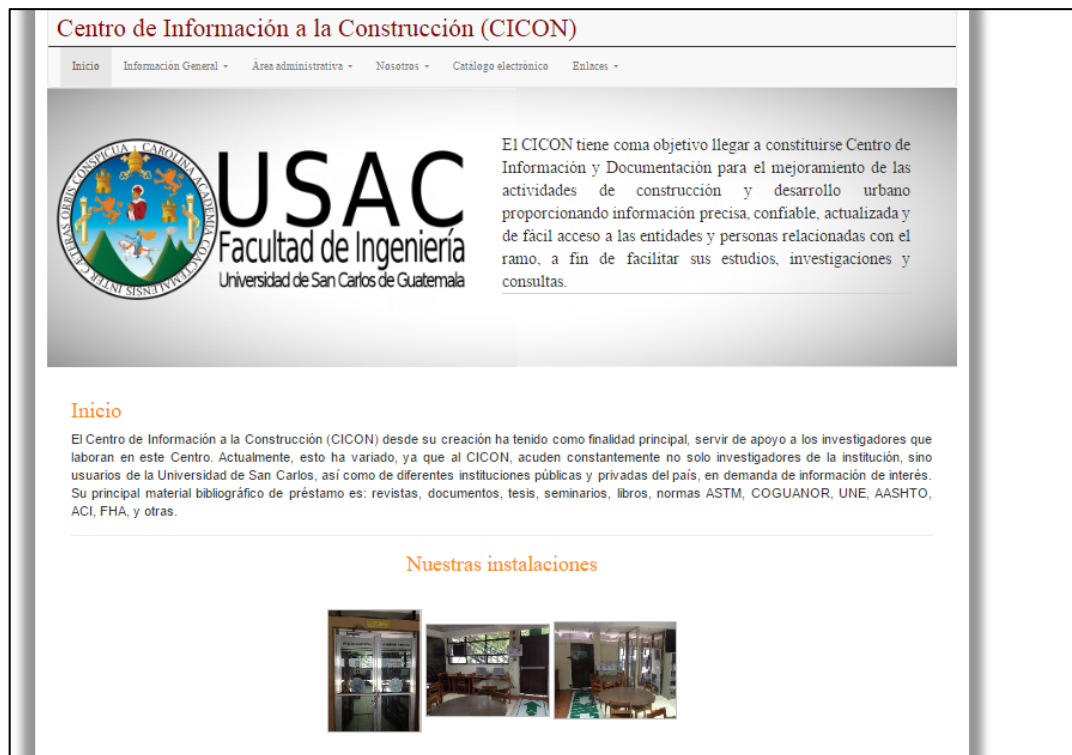 Centro de Información a la Construcción (CICON)
Inicio Información General Área administrativa Nosotros Catálogo electrónico Enlaces
CAROLINA ACADEMIA COACTEMALENSIS INTER CÆTERAS ORBIS CONSPICUA
USAC
Facultad de Ingeniería
Universidad de San Carlos de Guatemala
El CICON tiene coma objetivo llegar a constituirse Centro de
Información y Documentación para el mejoramiento de las
actividades de construcción y desarrollo urbano
proporcionando información precisa, confiable, actualizada y
de fácil acceso a las entidades y personas relacionadas con el
ramo, a fin de facilitar sus estudios, investigaciones y
consultas.
Inicio
El Centro de Información a la Construcción (CICON) desde su creación ha tenido como finalidad principal, servir de apoyo a los investigadores que
laboran en este Centro. Actualmente, esto ha variado, ya que al CICON, acuden constantemente no solo investigadores de la institución, sino
usuarios de la Universidad de San Carlos, así como de diferentes instituciones públicas y privadas del país, en demanda de información de interés.
Su principal material bibliográfico de préstamo es: revistas, documentos, tesis, seminarios, libros, normas ASTM, COGUANOR, UNE, AASHTO,
ACI, FHA, y otras.
Nuestras instalaciones